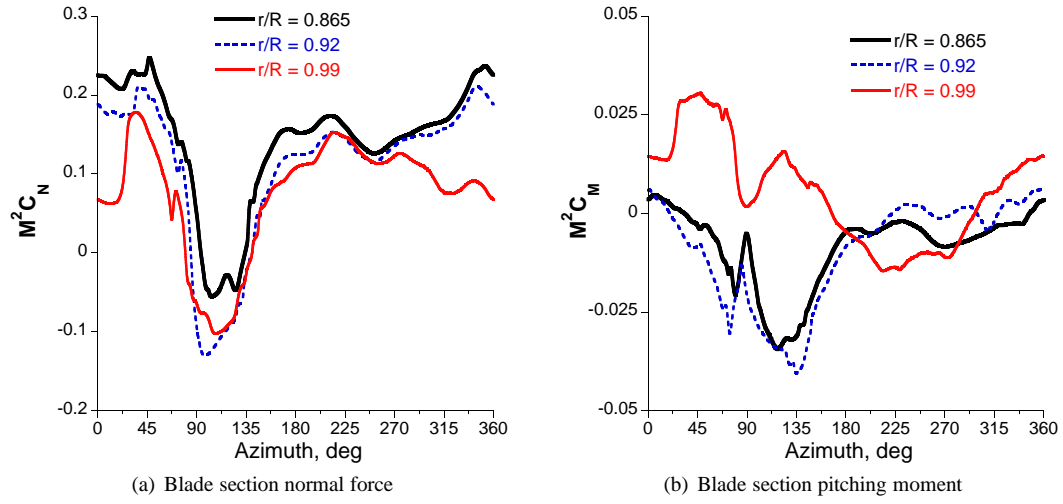 0.3
0.2
0.1
0
-0.1
-0.2
M²C_N
r/R = 0.865
r/R = 0.92
r/R = 0.99
0 45 90 135 180 225 270 315 360
Azimuth, deg
(a) Blade section normal force
0.05
0.025
0
-0.025
-0.05
M²C_M
r/R = 0.865
r/R = 0.92
r/R = 0.99
0 45 90 135 180 225 270 315 360
Azimuth, deg
(b) Blade section pitching moment